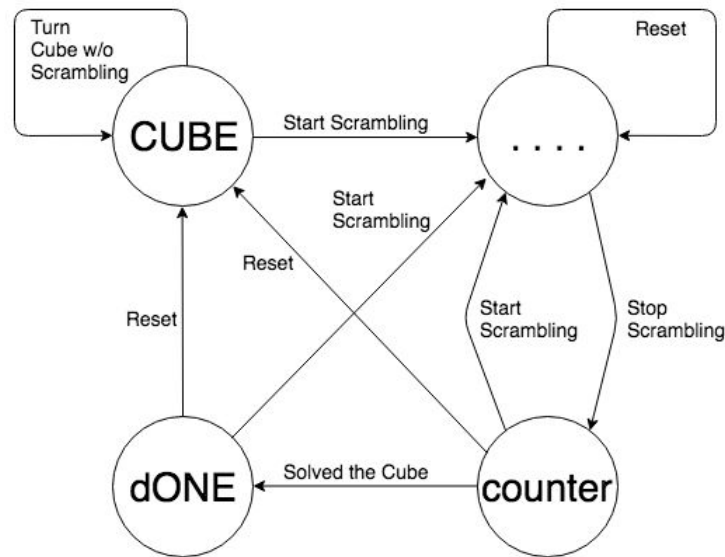 Turn
Cube w/o
Scrambling
Reset
CUBE
Start Scrambling
. . . .
Start
Scrambling
Reset
Reset
Start
Scrambling
Stop
Scrambling
dONE
Solved the Cube
counter